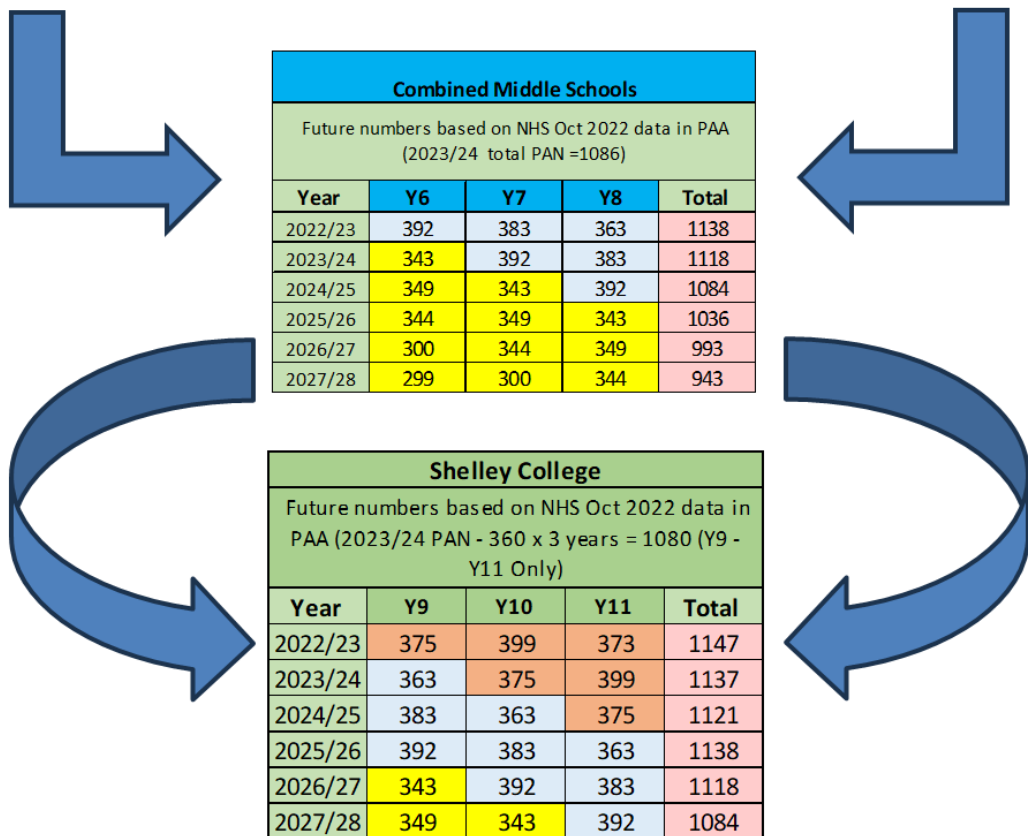 Combined Middle Schools
Future numbers based on NHS Oct 2022 data in PAA
(2023/24 total PAN =1086)
Year Y6 Y7 Y8 Total
2022/23 392 383 363 1138
2023/24 343 392 383 1118
2024/25 349 343 392 1084
2025/26 344 349 343 1036
2026/27 300 344 349 993
2027/28 299 300 344 943
Shelley College
Future numbers based on NHS Oct 2022 data in
PAA (2023/24 PAN - 360 x 3 years = 1080 (Y9 -
Y11 Only)
Year Y9 Y10 Y11 Total
2022/23 375 399 373 1147
2023/24 363 375 399 1137
2024/25 383 363 375 1121
2025/26 392 383 363 1138
2026/27 343 392 383 1118
2027/28 349 343 392 1084